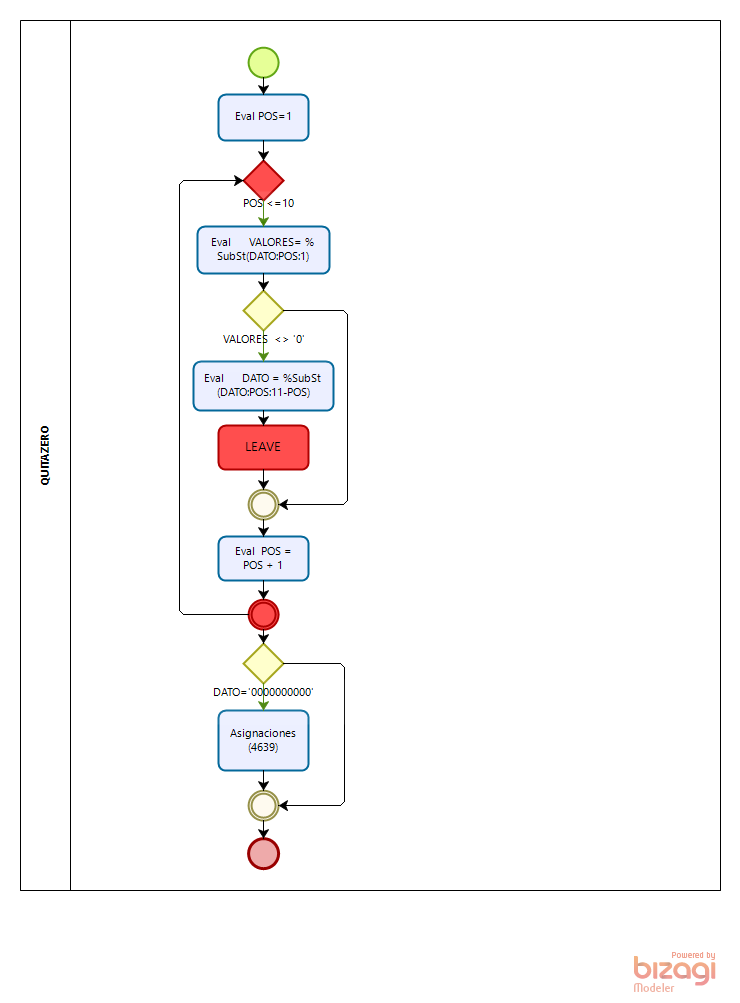 QUITAZERO
Eval POS=1
POS <=10
Eval VALORES= %
SubSt(DATO:POS:1)
VALORES <> '0'
Eval DATO = %SubSt
(DATO:POS:11-POS)
LEAVE
Eval POS =
POS + 1
DATO='0000000000'
Asignaciones
(4639)
Powered by
bizagi
Modeler